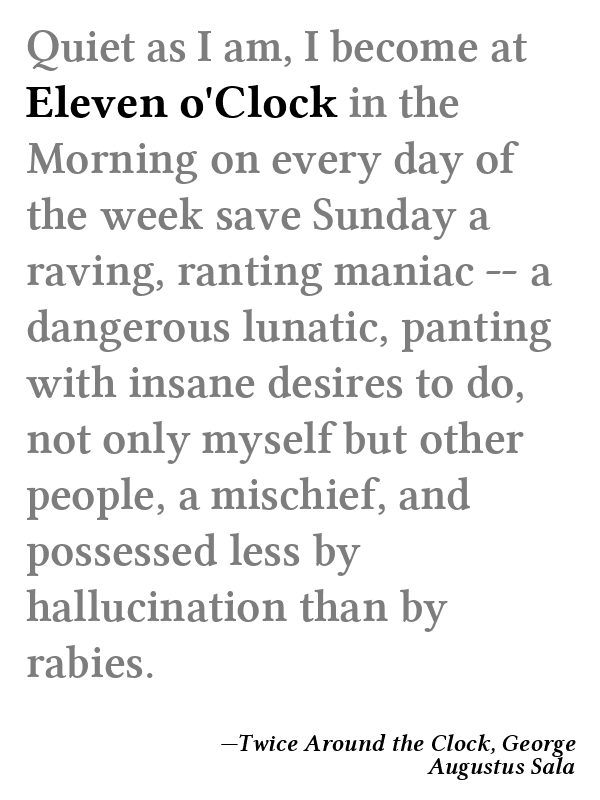 Quiet as I am, I become at
Eleven o'Clock in the
Morning on every day of
the week save Sunday a
raving, ranting maniac -- a
dangerous lunatic, panting
with insane desires to do,
not only myself but other
people, a mischief, and
possessed less by
hallucination than by
rabies.
—Twice Around the Clock, George
Augustus Sala